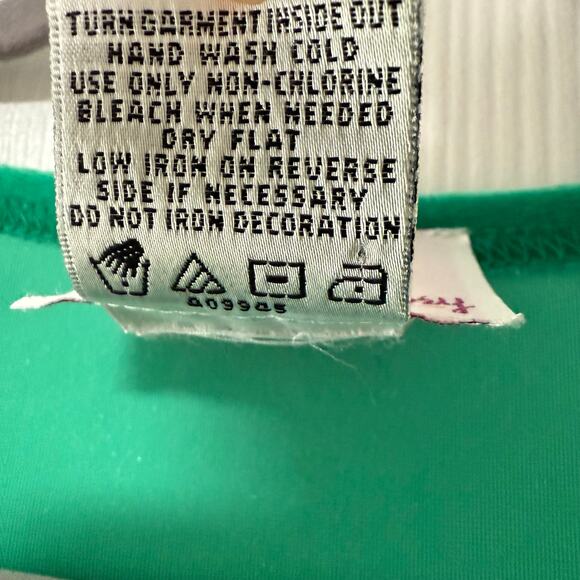 TURN GARMENT INSIDE OUT
HAND WASH COLD
USE ONLY NON-CHLORINE
BLEACH WHEN NEEDED
DRY FLAT
LOW IRON ON REVERSE
SIDE IF NECESSARY
DO NOT IRON DECORATION